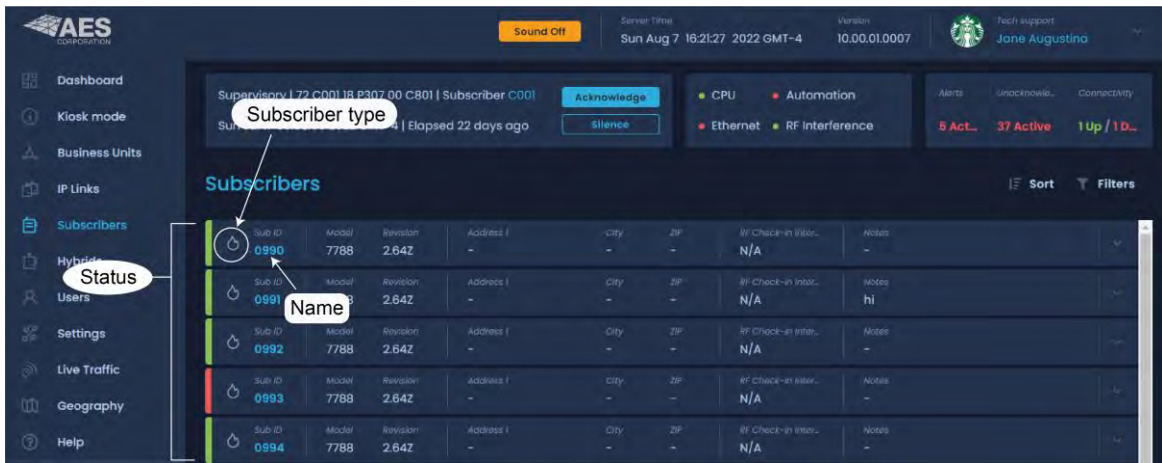 AES
CORPORATION
Sound Off
Server Time
Sun Aug 7 16:21:27 2022 GMT-4
Version
10.00.01.0007
Tech support
Jane Augustina
Dashboard
Kiosk mode
Business Units
IP Links
Subscribers
Hybrids
Users
Settings
Live Traffic
Geography
Help
Supervisory | 72 C001 18 P307 00 C801 | Subscriber C001
Sun 4 | Elapsed 22 days ago
Acknowledge
Silence
CPU
Automation
Ethernet
RF Interference
Alerts
Unacknowle...
Connectivity
5 Act...
37 Active
1 Up / 1 D...
Subscriber type
Subscribers
Sort
Filters
Status
Name
Sub ID Model Revision Address 1 City ZIP RF Check-in Inter... Notes
0990 7788 2.64Z - - - N/A -
Sub ID Model Revision Address 1 City ZIP RF Check-in Inter... Notes
0991 8 2.64Z - - - N/A hi
Sub ID Model Revision Address 1 City ZIP RF Check-in Inter... Notes
0992 7788 2.64Z - - - N/A -
Sub ID Model Revision Address 1 City ZIP RF Check-in Inter... Notes
0993 7788 2.64Z - - - N/A -
Sub ID Model Revision Address 1 City ZIP RF Check-in Inter... Notes
0994 7788 2.64Z - - - N/A -